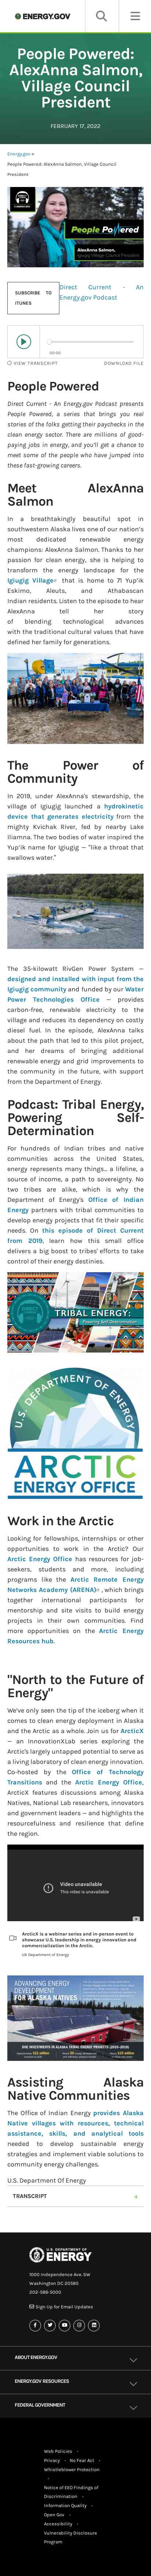 ENERGY.GOV
People Powered:
AlexAnna Salmon,
Village Council
President
FEBRUARY 17, 2022
Energy.gov »
People Powered: AlexAnna Salmon, Village Council
President
People Powered
AlexAnna Salmon
Igiugig Village Council President
SUBSCRIBE TO
ITUNES
Direct Current - An
Energy.gov Podcast
00:00
VIEW TRANSCRIPT
DOWNLOAD FILE
People Powered
Direct Current - An Energy.gov Podcast presents
People Powered, a series that brings you real
stories of the folks getting their paychecks in the
clean energy sector. There are millions of good
paying jobs in energy, and you'll get a chance to
meet some of the people who have jumped into
these fast-growing careers.
Meet AlexAnna
Salmon
In a breathtakingly beautiful spot in
southwestern Alaska lives one of our nation's
most dedicated renewable energy
champions: AlexAnna Salmon. Thanks to her
passion for clean energy, she is helping to
transform the energy landscape for the
Igiugig Village that is home to 71 Yup'ik
Eskimo, Aleuts, and Athabascan
Indian residents. Listen to the episode to hear
AlexAnna tell her story
of blending technological advances
with the traditional cultural values that have
defined her family for generations.
The Power of
Community
In 2019, under AlexAnna's stewardship, the
village of Igiugig launched a hydrokinetic
device that generates electricity from the
mighty Kvichak River, fed by nearby Lake
Iliamna. The two bodies of water inspired the
Yup'ik name for Igiugig — "like a throat that
swallows water."
The 35-kilowatt RivGen Power System —
designed and installed with input from the
Igiugig community and funded by our Water
Power Technologies Office — provides
carbon-free, renewable electricity to the
village and reduces its dependency on costly
diesel fuel. In the episode, AlexAnna talks
about the path that led to this pilot project,
and her dreams for additional work in the
community in the future, with support
from the Department of Energy.
Podcast: Tribal Energy,
Powering Self-
Determination
For hundreds of Indian tribes and native
communities across the United States,
energy means many things... a lifeline, a
source of income, a path to sovereignty. No
two tribes are alike, which is why the
Department of Energy's Office of Indian
Energy partners with tribal communities to
develop energy projects that fit their specific
needs. On this episode of Direct Current
from 2019, learn how this small office
delivers a big boost to tribes' efforts to take
control of their energy destinies.
TRIBAL ENERGY:
Powering Self Determination
U.S. DEPARTMENT OF ENERGY
ARCTIC
ENERGY OFFICE
Work in the Arctic
Looking for fellowships, internships or other
opportunities to work in the Arctic? Our
Arctic Energy Office has resources for job-
seekers, students and more, including
programs like the Arctic Remote Energy
Networks Academy (ARENA) , which brings
together international participants for
mentorship and site visits to build energy
projects in their own communities. Find
more opportunities on the Arctic Energy
Resources hub.
"North to the Future of
Energy"
We've only seen the tip of the iceberg when it
comes to clean energy deployment in Alaska
and the Arctic as a whole. Join us for ArcticX
— an InnovationXLab series exploring the
Arctic's largely untapped potential to serve as
a living laboratory of clean energy innovation.
Co-hosted by the Office of Technology
Transitions and the Arctic Energy Office,
ArcticX features discussions among Alaska
Natives, National Lab researchers, investors
and government leaders — and highlights the
resourcefulness and resilience that define
the region.
Video unavailable
This video is unavailable
ArcticX is a webinar series and in-person event to
showcase U.S. leadership in energy innovation and
commercialization in the Arctic.
US Department of Energy
ADVANCING ENERGY
DEVELOPMENT
FOR ALASKA NATIVES
Assisting Alaska
Native Communities
The Office of Indian Energy provides Alaska
Native villages with resources, technical
assistance, skills, and analytical tools
needed to develop sustainable energy
strategies and implement viable solutions to
community energy challenges.
U.S. Department Of Energy
TRANSCRIPT +
U.S. DEPARTMENT OF
ENERGY
1000 Independence Ave. SW
Washington DC 20585
202-586-5000
Sign Up for Email Updates
ABOUT ENERGY.GOV
ENERGY.GOV RESOURCES
FEDERAL GOVERNMENT
Web Policies
Privacy • No Fear Act •
Whistleblower Protection
Notice of EEO Findings of
Discrimination
Information Quality
Open Gov
Accessibility
Vulnerability Disclosure
Program